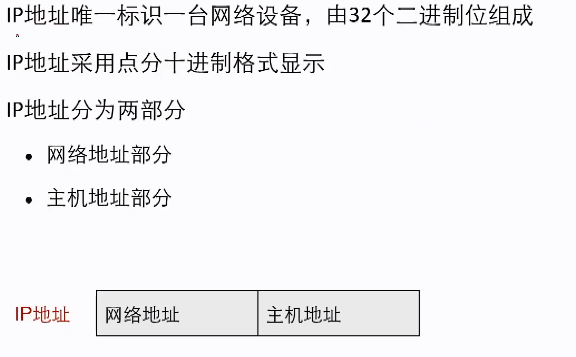 IP地址唯一标识一台网络设备，由32个二进制位组成
IP地址采用点分十进制格式显示
IP地址分为两部分
• 网络地址部分
• 主机地址部分
IP地址 网络地址 主机地址